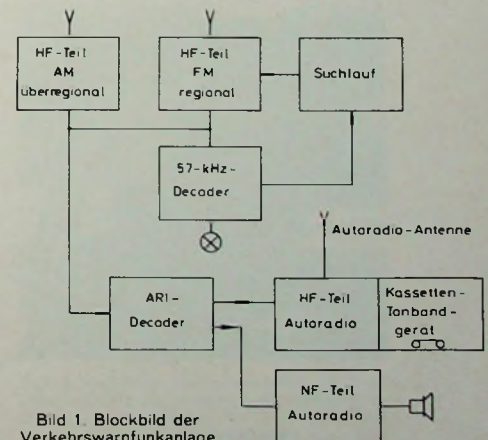 HF-Teil
AM
überregional
HF-Teil
FM
regional
Suchlauf
57-kHz-
Decoder
Autoradio-Antenne
ARI-
Decoder
HF-Teil
Autoradio
Kassetten-
Tonband-
gerät
NF-Teil
Autoradio
Bild 1. Blockbild der
Verkehrswarnfunkanlage